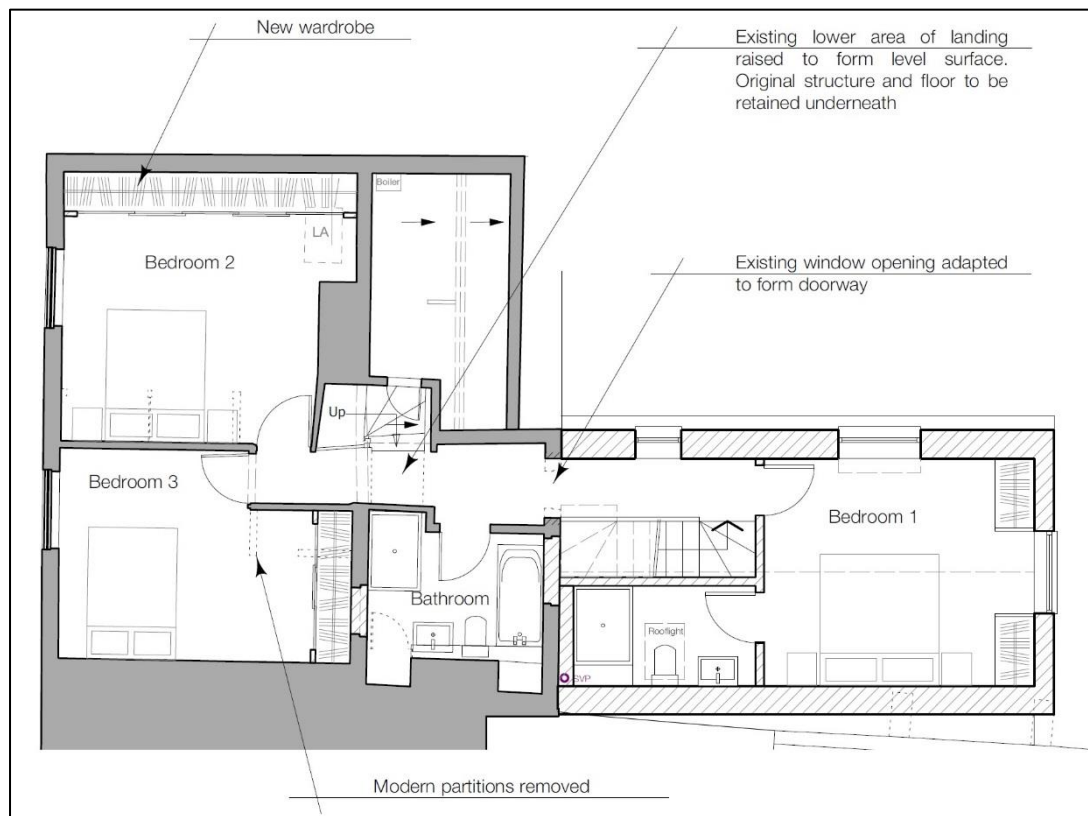 New wardrobe
Existing lower area of landing
raised to form level surface.
Original structure and floor to be
retained underneath
Boiler
LA
Bedroom 2
Existing window opening adapted
to form doorway
Up
Bedroom 3
Bedroom 1
Bathroom
Rooflight
SVP
Modern partitions removed